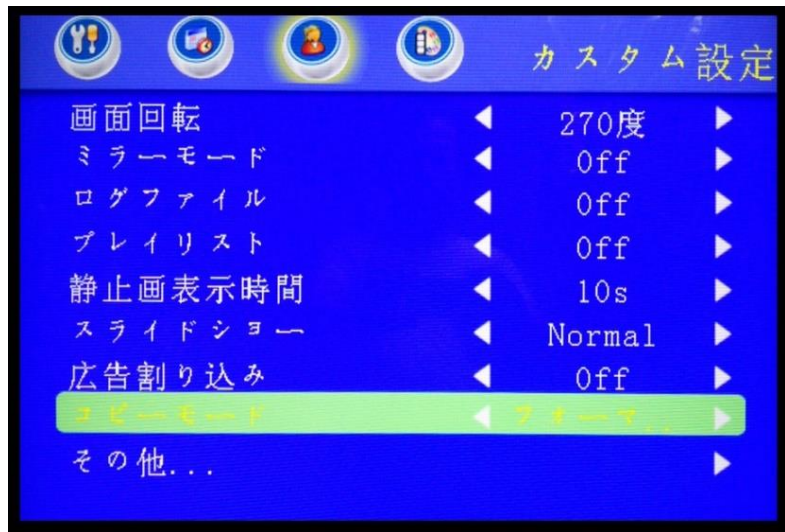 カスタム設定
画面回転 270度
ミラーモード Off
ログファイル Off
プレイリスト Off
静止画表示時間 10s
スライドショー Normal
広告割り込み Off
コピーモード フォーマ..
その他...